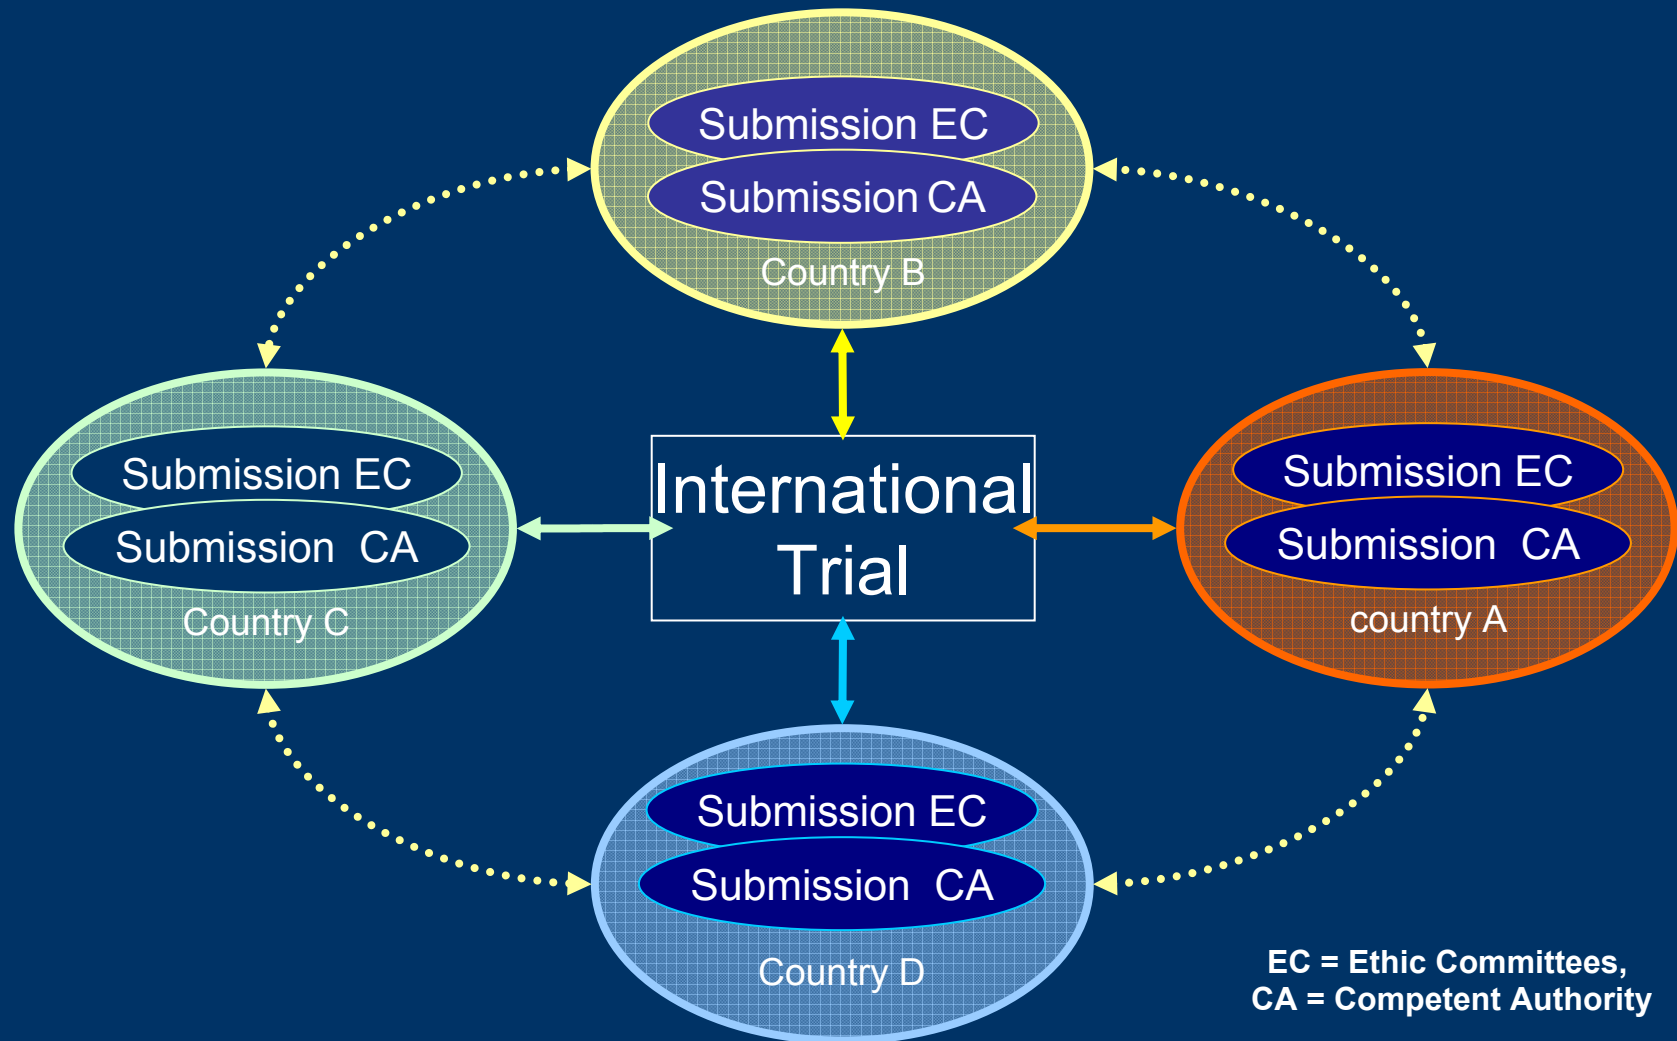 Submission EC
Submission CA
Country B
Submission EC
Submission CA
Country C
International
Trial
Submission EC
Submission CA
country A
Submission EC
Submission CA
Country D
EC = Ethic Committees,
CA = Competent Authority